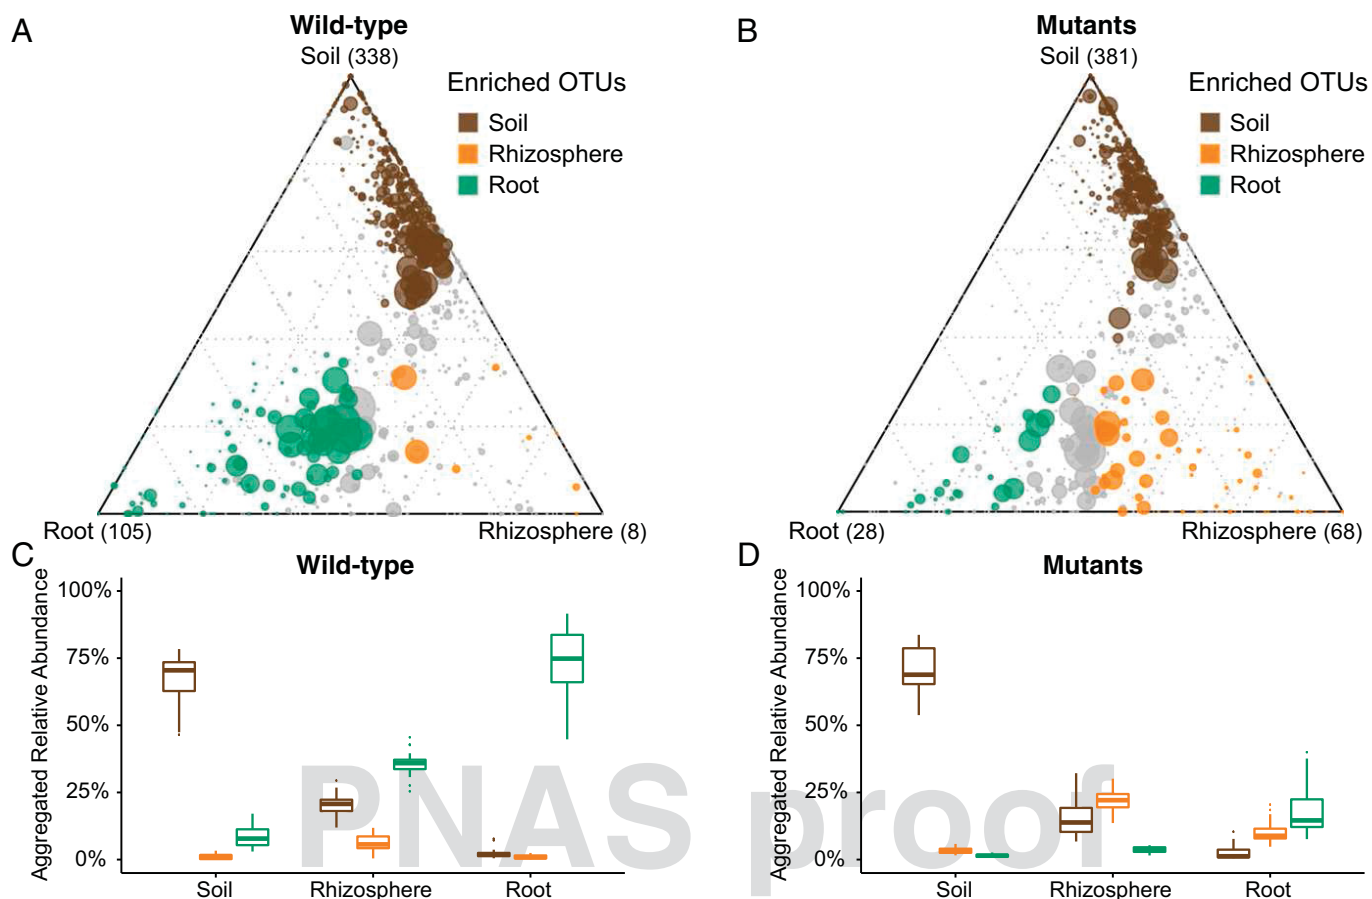 A
Wild-type
Soil (338)
Enriched OTUs
Soil
Rhizosphere
Root
Root (105)
Rhizosphere (8)
B
Mutants
Soil (381)
Enriched OTUs
Soil
Rhizosphere
Root
Root (28)
Rhizosphere (68)
C
Wild-type
Aggregated Relative Abundance
100%
75%
50%
25%
0%
Soil
Rhizosphere
Root
D
Mutants
Aggregated Relative Abundance
100%
75%
50%
25%
0%
Soil
Rhizosphere
Root
PNAS proof